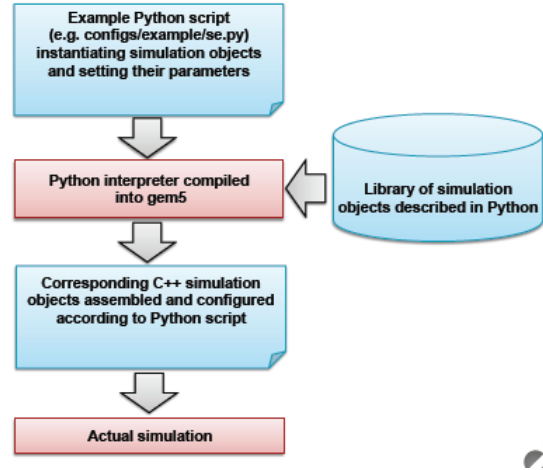 Example Python script
(e.g. configs/example/se.py)
instantiating simulation objects
and setting their parameters
Python interpreter compiled
into gem5
Library of simulation
objects described in Python
Corresponding C++ simulation
objects assembled and configured
according to Python script
Actual simulation